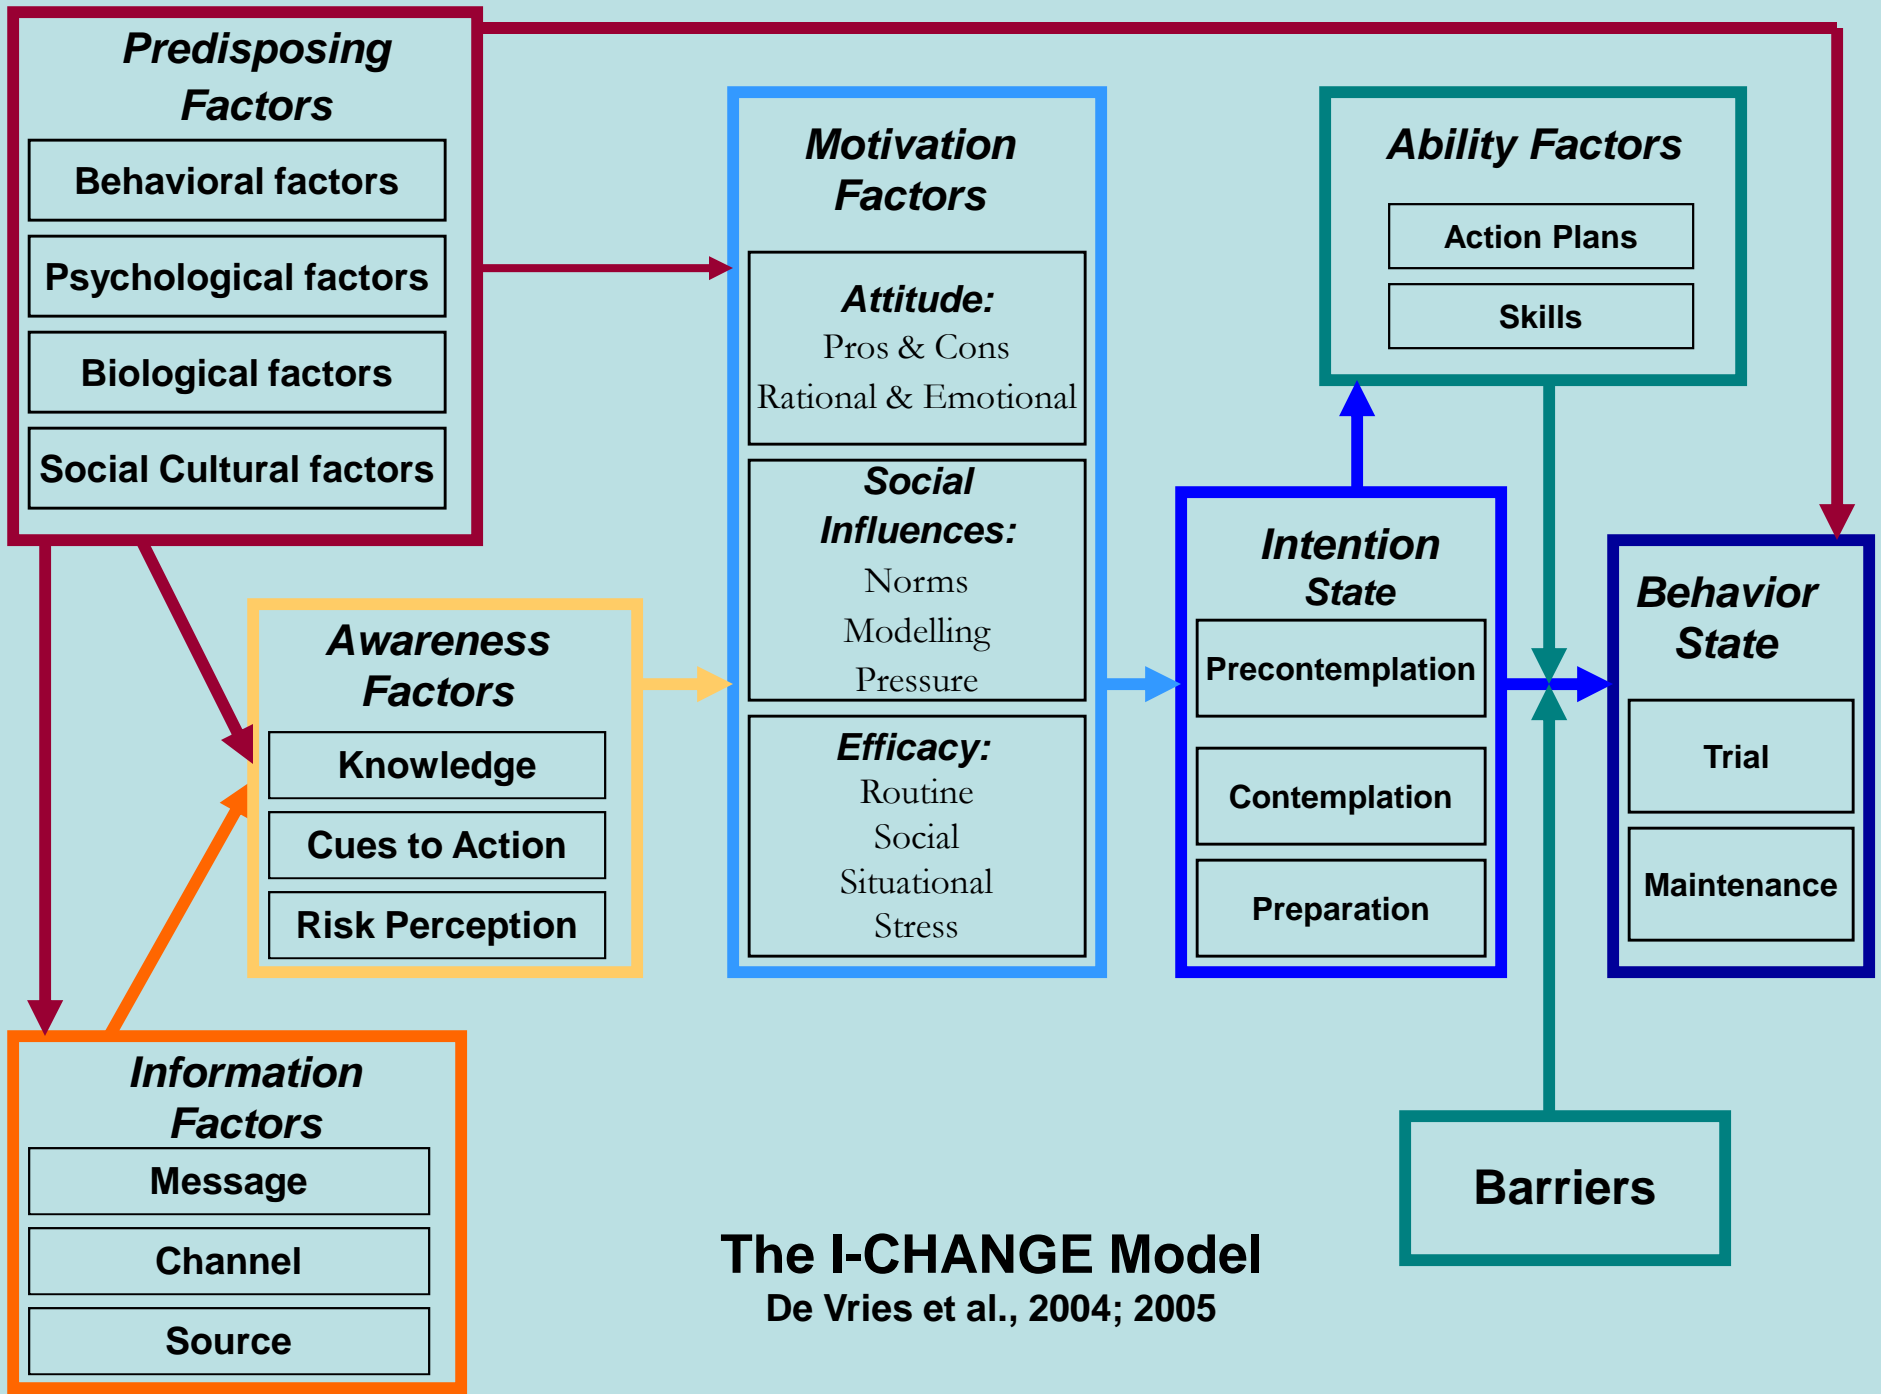 Predisposing
Factors
Behavioral factors
Psychological factors
Biological factors
Social Cultural factors
Awareness
Factors
Knowledge
Cues to Action
Risk Perception
Information
Factors
Message
Channel
Source
Motivation
Factors
Attitude:
Pros & Cons
Rational & Emotional
Social
Influences:
Norms
Modelling
Pressure
Efficacy:
Routine
Social
Situational
Stress
Intention
State
Precontemplation
Contemplation
Preparation
Ability Factors
Action Plans
Skills
Behavior
State
Trial
Maintenance
Barriers
The I-CHANGE Model
De Vries et al., 2004; 2005